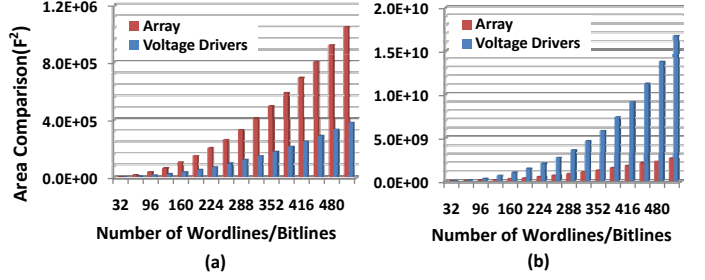 Area Comparison(F²)
1.2E+06
8.0E+05
4.0E+05
0.0E+00
Array
Voltage Drivers
32 96 160 224 288 352 416 480
Number of Wordlines/Bitlines
(a)
2.0E+10
1.5E+10
1.0E+10
5.0E+09
0.0E+00
Array
Voltage Drivers
32 96 160 224 288 352 416 480
Number of Wordlines/Bitlines
(b)